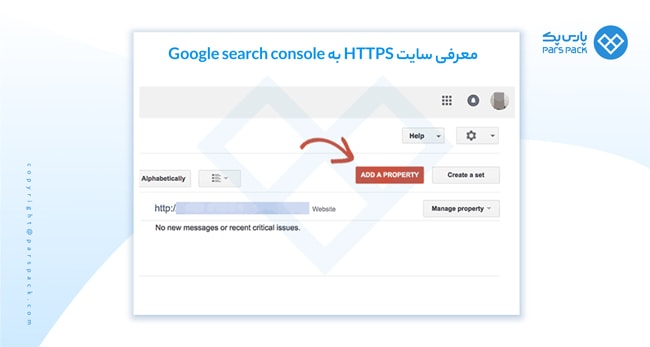 پارس پک
PARS PACK
معرفی سایت HTTPS به Google search console
Help
ADD A PROPERTY
Create a set
Alphabetically
http:/
Website
Manage property
No new messages or recent critical issues.
copyright@parspack.com